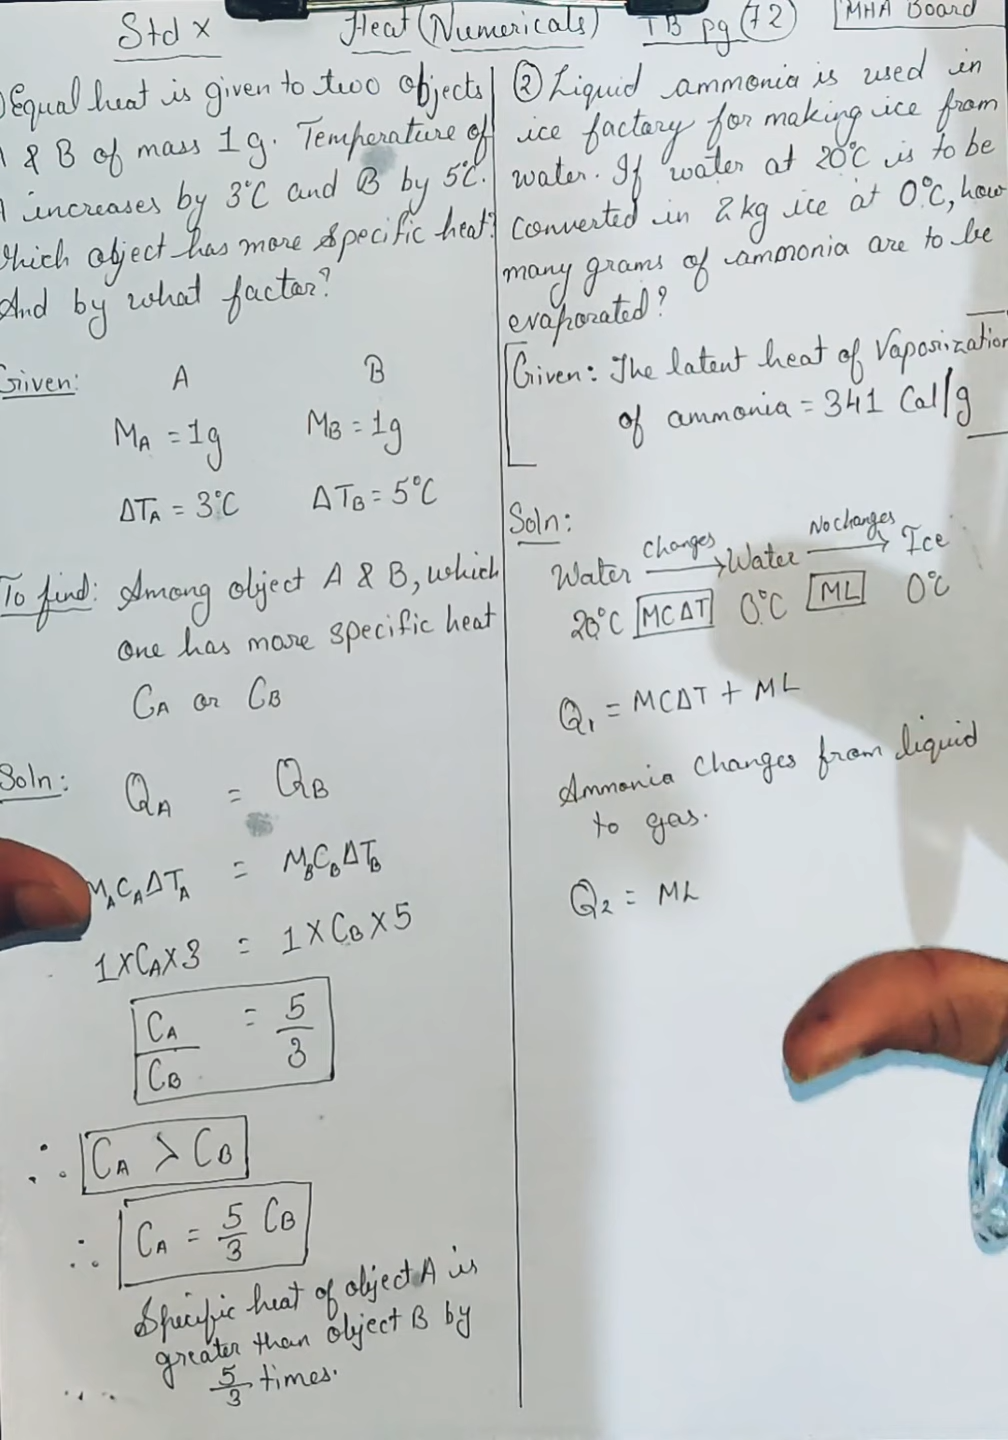 Std X
Heat (Numericals)
TB pg (72)
MHA Board
Equal heat is given to two objects
& B of mass 1g. Temperature of
increases by 3°C and B by 5°C.
which object has more specific heat?
And by what factor?
Given: A B
MA = 1g MB = 1g
ΔTA = 3°C ΔTB = 5°C
To find: Among object A & B, which
one has more specific heat
CA or CB
Soln: QA = QB
MACAΔTA = MBCBΔTB
1×CA×3 = 1×CB×5
CA/CB = 5/3
∴ CA > CB
∴ CA = 5/3 CB
Specific heat of object A is
greater than object B by
5/3 times.
② Liquid ammonia is used in
ice factory for making ice from
water. If water at 20°C is to be
converted in 2 kg ice at 0°C, how
many grams of ammonia are to be
evaporated?
Given: The latent heat of Vaporization
of ammonia = 341 Cal/g
Soln:
Water Changes → Water No changes → Ice
20°C MCΔT 0°C ML 0°C
Q1 = MCΔT + ML
Ammonia changes from liquid
to gas.
Q2 = ML